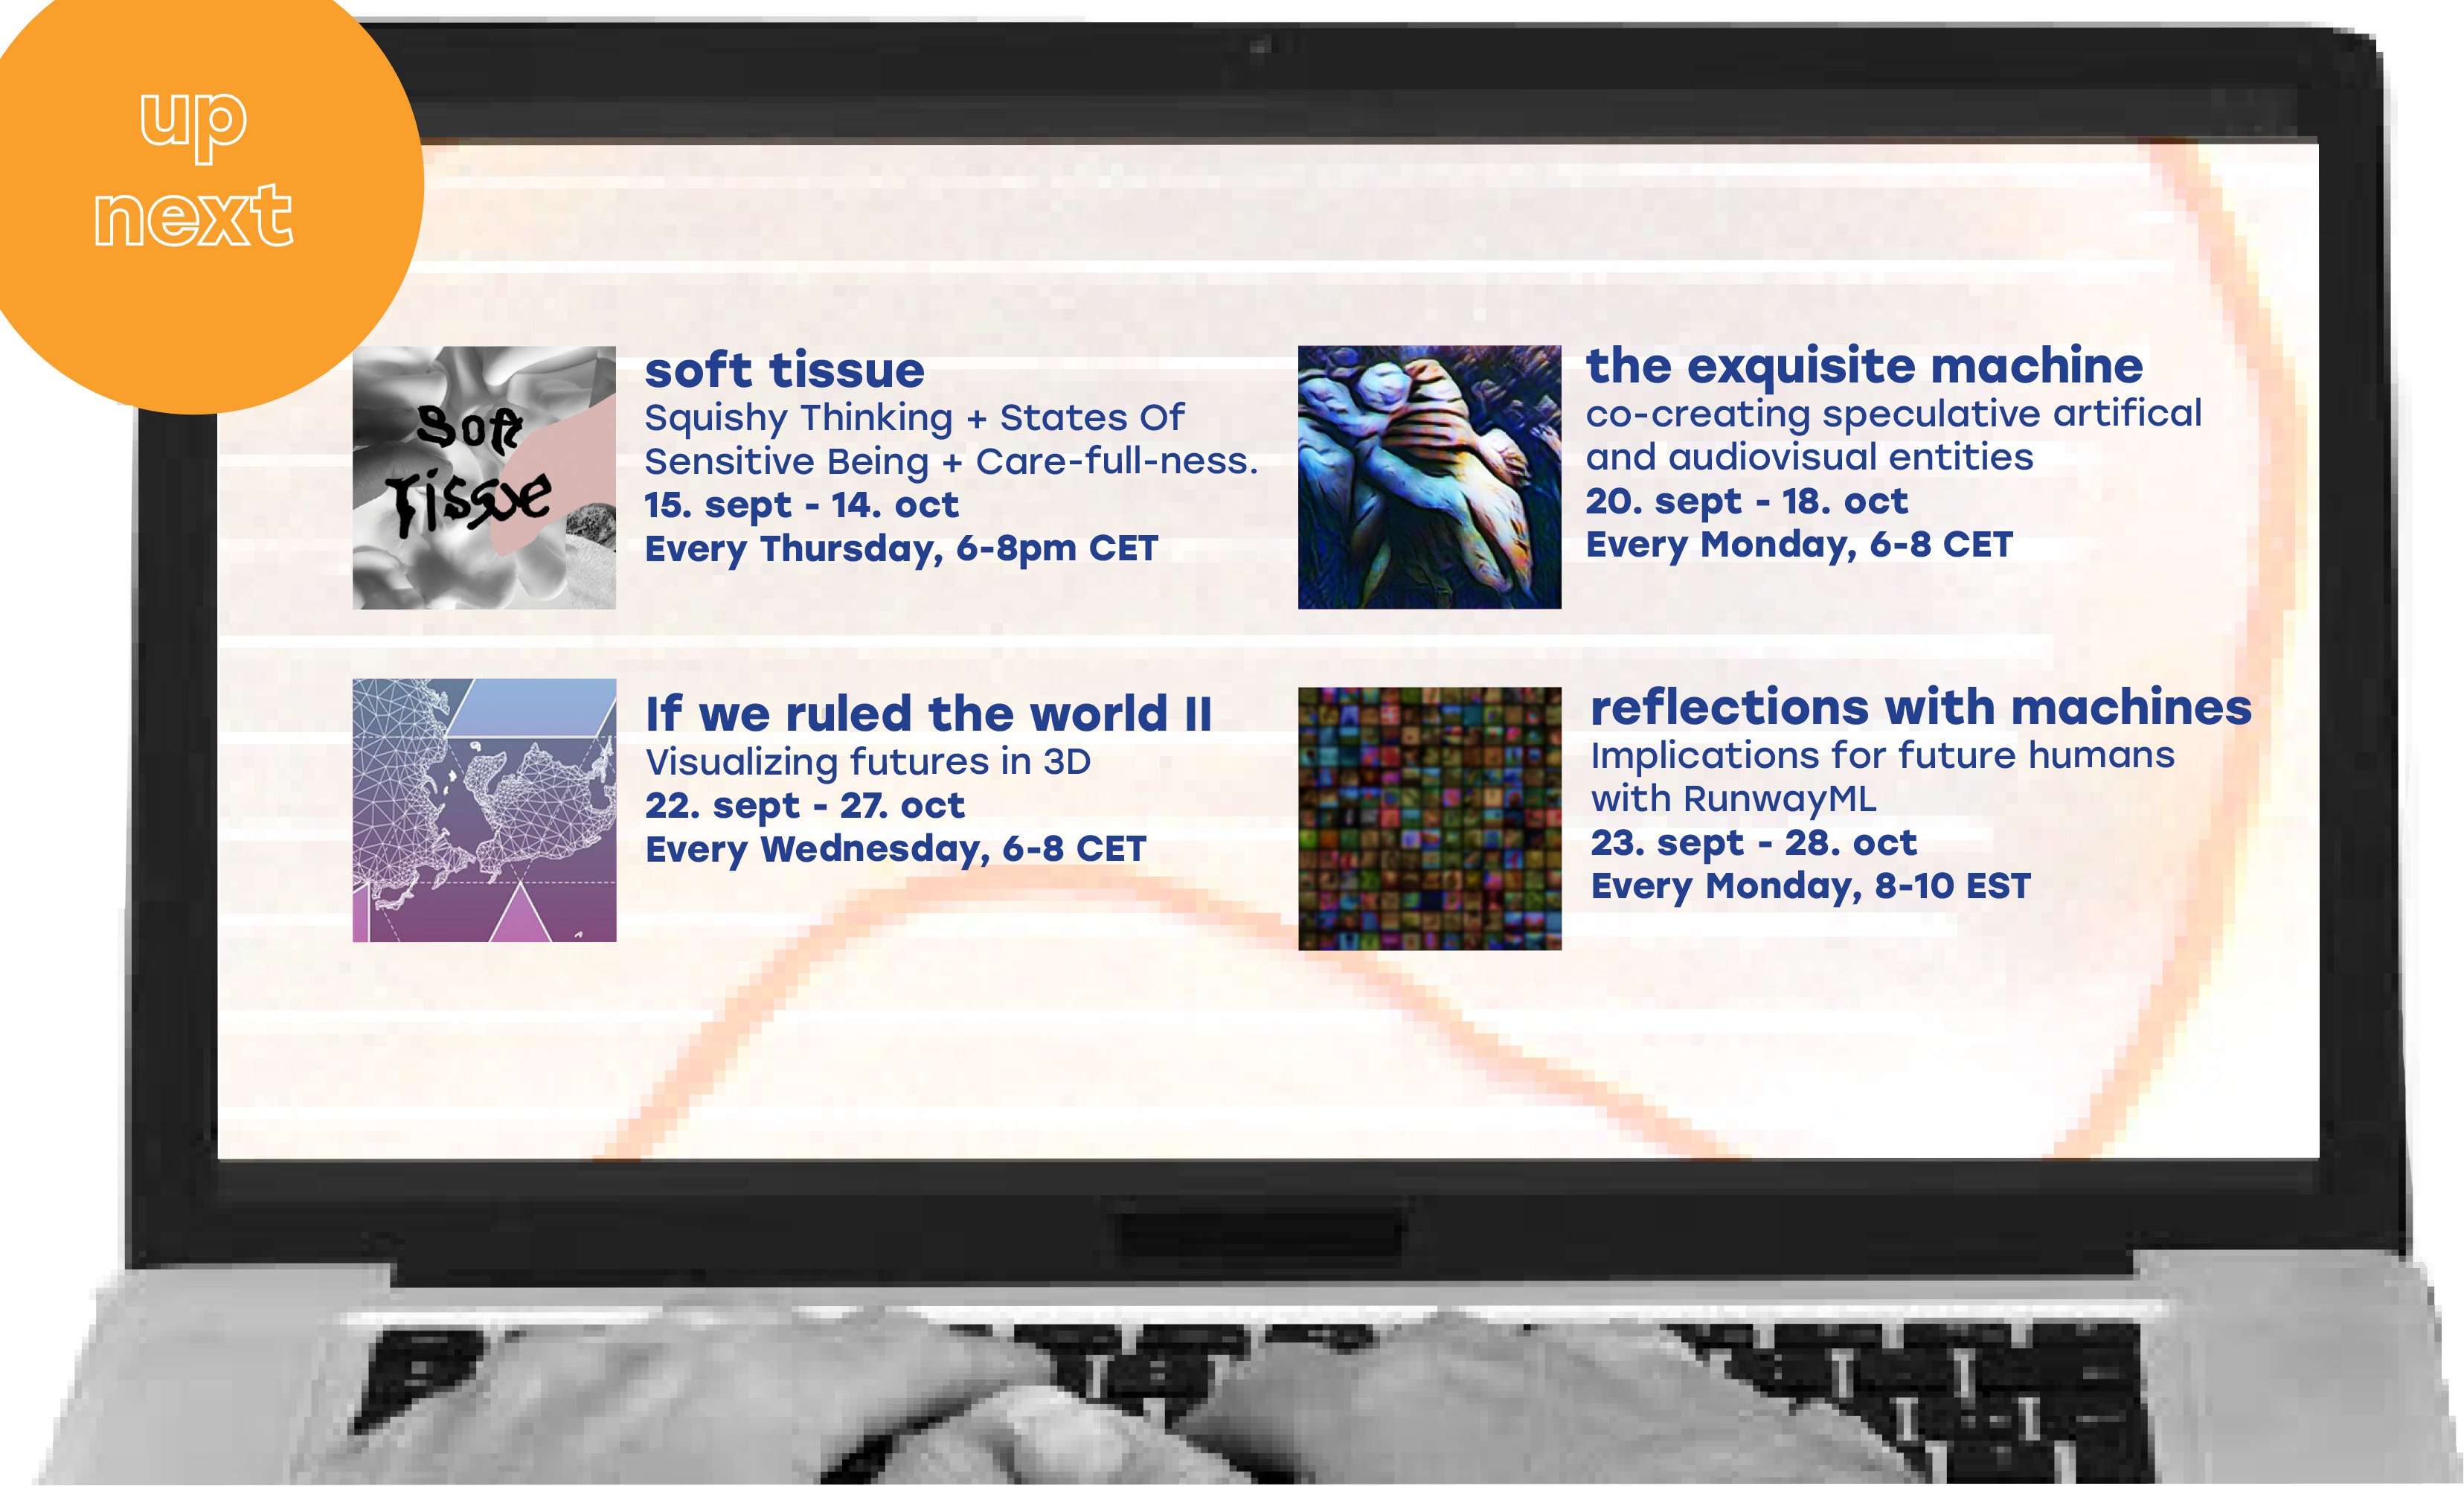 up
next
Soft
Tissue
soft tissue
Squishy Thinking + States Of
Sensitive Being + Care-full-ness.
15. sept - 14. oct
Every Thursday, 6-8pm CET
the exquisite machine
co-creating speculative artifical
and audiovisual entities
20. sept - 18. oct
Every Monday, 6-8 CET
If we ruled the world II
Visualizing futures in 3D
22. sept - 27. oct
Every Wednesday, 6-8 CET
reflections with machines
Implications for future humans
with RunwayML
23. sept - 28. oct
Every Monday, 8-10 EST